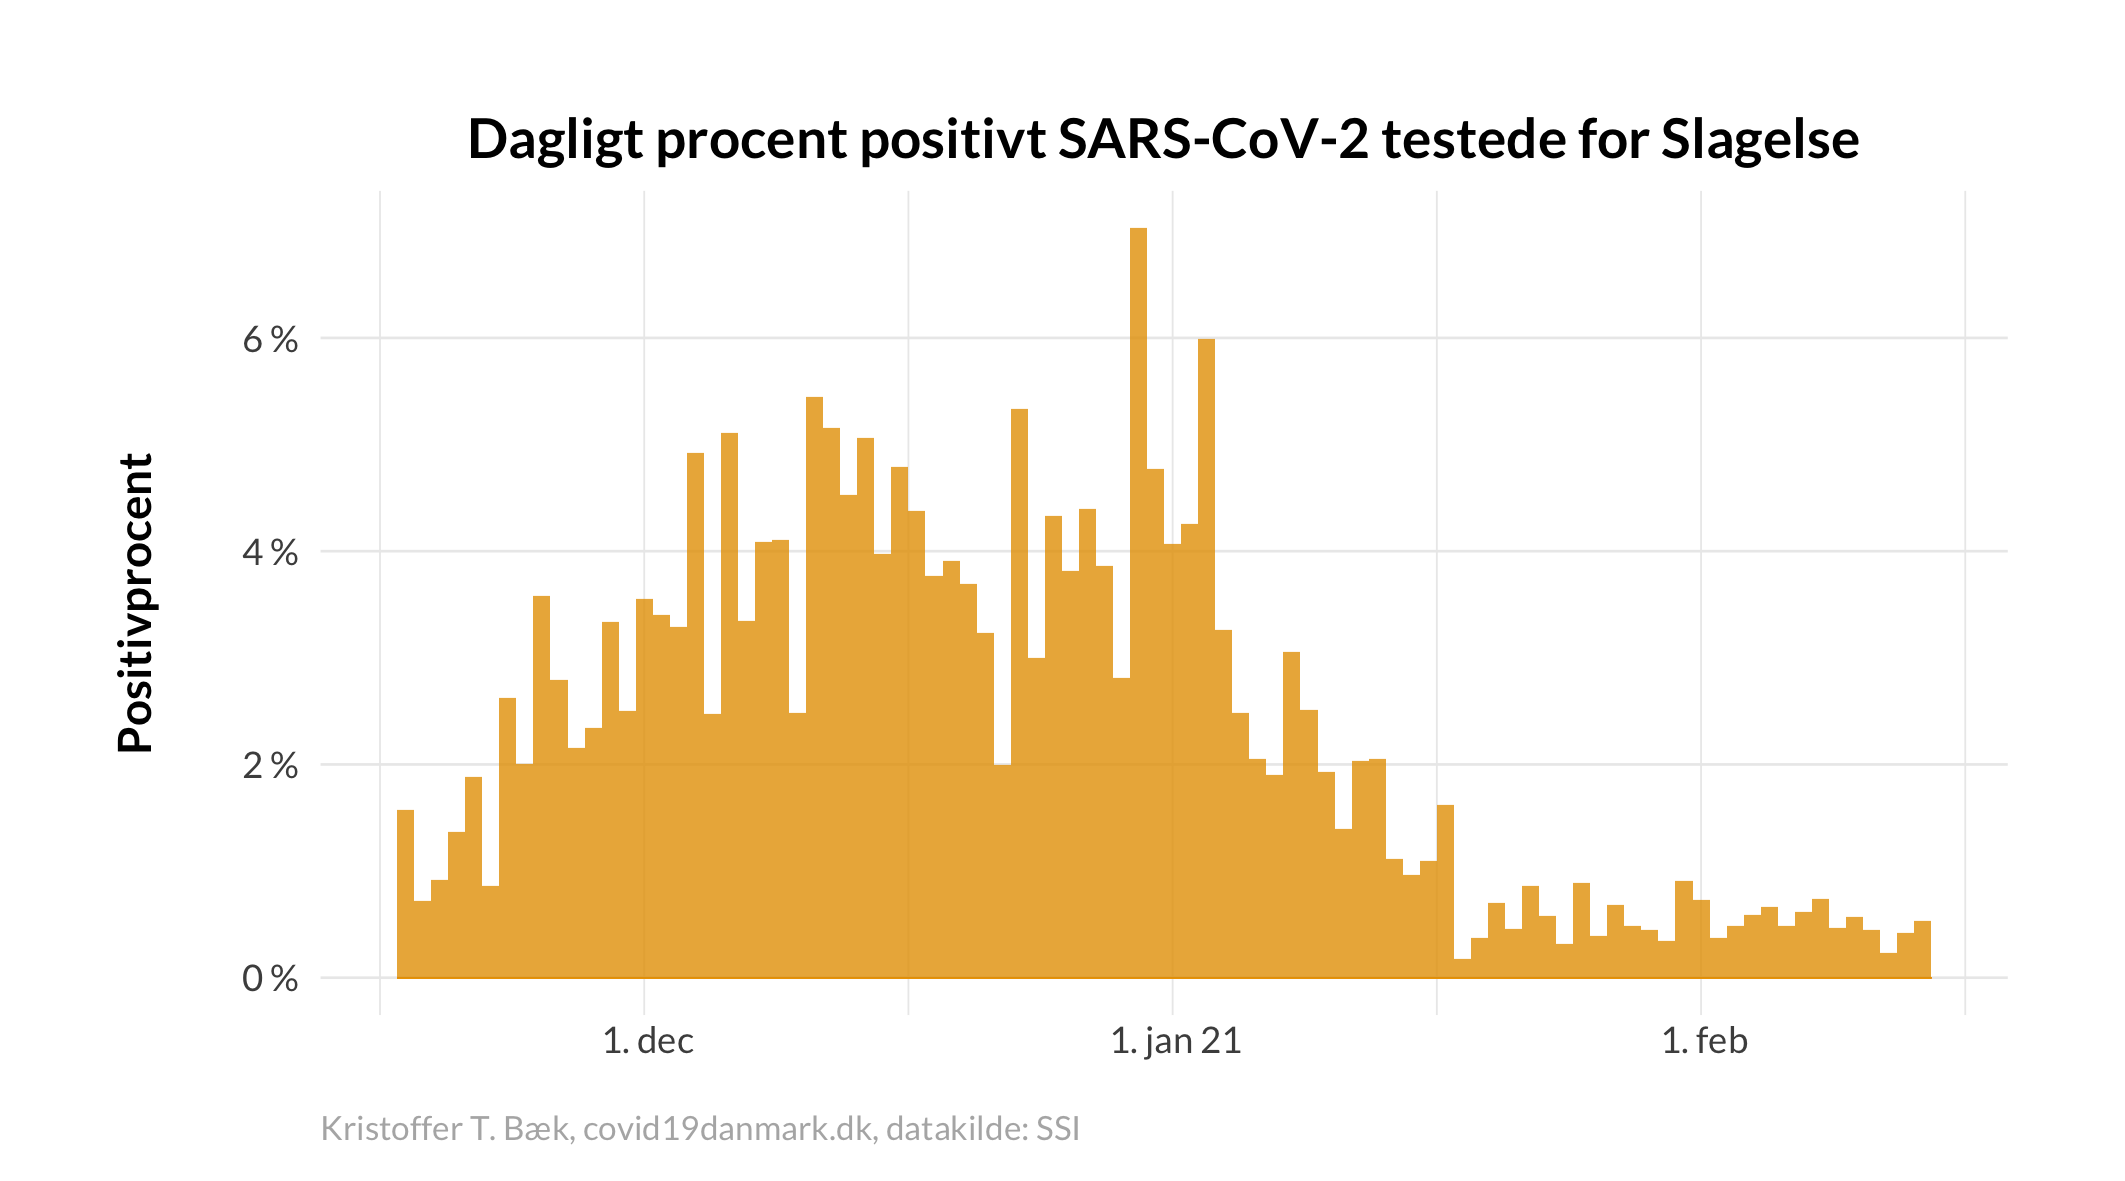 Dagligt procent positivt SARS-CoV-2 testede for Slagelse
Positivprocent
6 %
4 %
2 %
0 %
1. dec
1. jan 21
1. feb
Kristoffer T. Bæk, covid19danmark.dk, datakilde: SSI